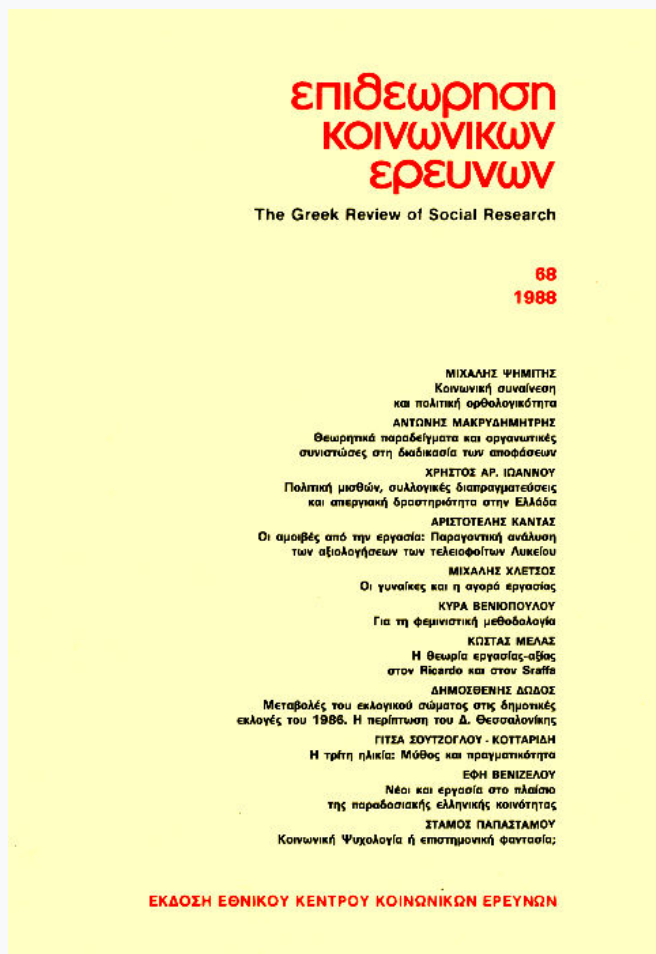 επιθεωρηση
κοινωνικων
ερευνων
The Greek Review of Social Research
68
1988
ΜΙΧΑΛΗΣ ΨΗΜΙΤΗΣ
Κοινωνική συναίνεση
και πολιτική ορθολογικότητα
ΑΝΤΩΝΗΣ ΜΑΚΡΥΔΗΜΗΤΡΗΣ
Θεωρητικά παραδείγματα και οργανωτικές
συνιστώσες στη διαδικασία των αποφάσεων
ΧΡΗΣΤΟΣ ΑΡ. ΙΩΑΝΝΟΥ
Πολιτική μισθών, συλλογικές διαπραγματεύσεις
και απεργιακή δραστηριότητα στην Ελλάδα
ΑΡΙΣΤΟΤΕΛΗΣ ΚΑΝΤΑΣ
Οι αμοιβές από την εργασία: Παραγοντική ανάλυση
των αξιολογήσεων των τελειοφοίτων Λυκείου
ΜΙΧΑΛΗΣ ΧΛΕΤΣΟΣ
Οι γυναίκες και η αγορά εργασίας
ΚΥΡΑ ΒΕΝΙΟΠΟΥΛΟΥ
Για τη φεμινιστική μεθοδολογία
ΚΩΣΤΑΣ ΜΕΛΑΣ
Η θεωρία εργασίας-αξίας
στον Ricardo και στον Sraffa
ΔΗΜΟΣΘΕΝΗΣ ΔΩΔΟΣ
Μεταβολές του εκλογικού σώματος στις δημοτικές
εκλογές του 1986. Η περίπτωση του Δ. Θεσσαλονίκης
ΓΙΤΣΑ ΣΟΥΤΖΟΓΛΟΥ - ΚΟΤΤΑΡΙΔΗ
Η τρίτη ηλικία: Μύθος και πραγματικότητα
ΕΦΗ ΒΕΝΙΖΕΛΟΥ
Νέοι και εργασία στο πλαίσιο
της παραδοσιακής ελληνικής κοινότητας
ΣΤΑΜΟΣ ΠΑΠΑΣΤΑΜΟΥ
Κοινωνική Ψυχολογία ή επιστημονική φαντασία;
ΕΚΔΟΣΗ ΕΘΝΙΚΟΥ ΚΕΝΤΡΟΥ ΚΟΙΝΩΝΙΚΩΝ ΕΡΕΥΝΩΝ